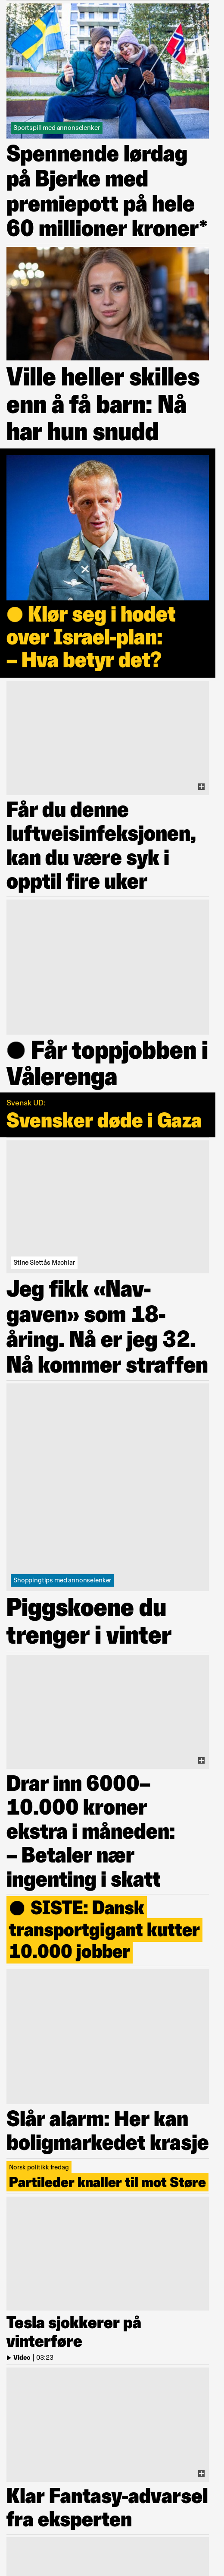 Sportspill med annonselenker
Spennende lørdag
på Bjerke med
premiepott på hele
60 millioner kroner*
Ville heller skilles
enn å få barn: Nå
har hun snudd
● Klør seg i hodet
over Israel-plan:
– Hva betyr det?
Får du denne
luftveisinfeksjonen,
kan du være syk i
opptil fire uker
● Får toppjobben i
Vålerenga
Svensk UD:
Svensker døde i Gaza
Stine Slettås Machlar
Jeg fikk «Nav-
gaven» som 18-
åring. Nå er jeg 32.
Nå kommer straffen
Shoppingtips med annonselenker
Piggskoene du
trenger i vinter
Drar inn 6000–
10.000 kroner
ekstra i måneden:
– Betaler nær
ingenting i skatt
● SISTE: Dansk
transportgigant kutter
10.000 jobber
Slår alarm: Her kan
boligmarkedet krasje
Norsk politikk fredag
Partileder knaller til mot Støre
Tesla sjokkerer på
vinterføre
Video | 03:23
Klar Fantasy-advarsel
fra eksperten